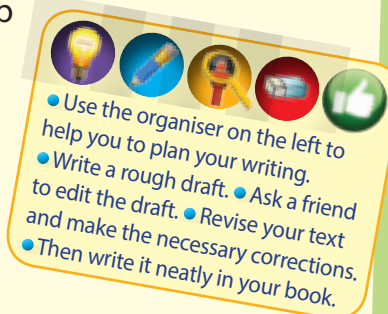 ● Use the organiser on the left to
help you to plan your writing.
● Write a rough draft. ● Ask a friend
to edit the draft. ● Revise your text
and make the necessary corrections.
● Then write it neatly in your book.